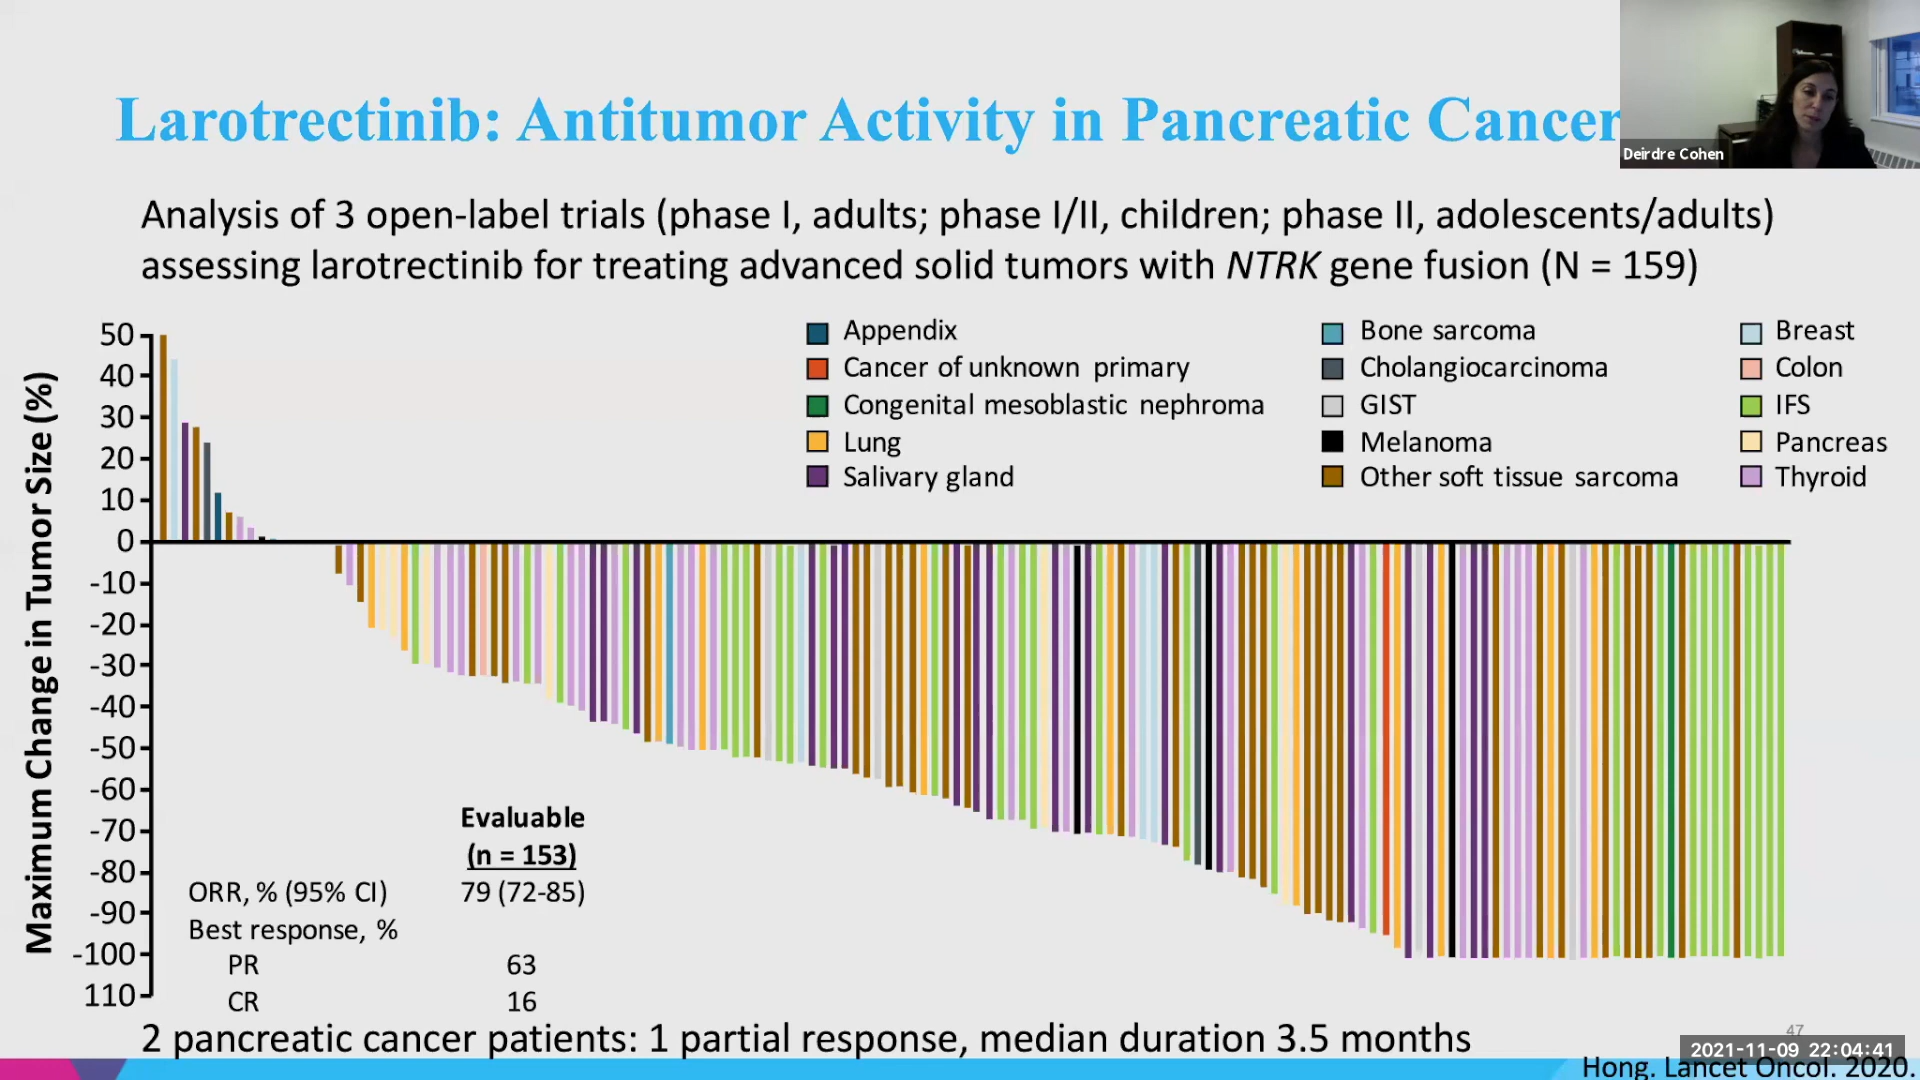 Larotrectinib: Antitumor Activity in Pancreatic Cancer
Deirdre Cohen
Analysis of 3 open-label trials (phase I, adults; phase I/II, children; phase II, adolescents/adults)
assessing larotrectinib for treating advanced solid tumors with NTRK gene fusion (N = 159)
Maximum Change in Tumor Size (%)
50
40
30
20
10
0
-10
-20
-30
-40
-50
-60
-70
-80
-90
-100
110
Appendix
Cancer of unknown primary
Congenital mesoblastic nephroma
Lung
Salivary gland
Bone sarcoma
Cholangiocarcinoma
GIST
Melanoma
Other soft tissue sarcoma
Breast
Colon
IFS
Pancreas
Thyroid
Evaluable
(n = 153)
ORR, % (95% CI) 79 (72-85)
Best response, %
PR 63
CR 16
2 pancreatic cancer patients: 1 partial response, median duration 3.5 months
47
2021-11-09 22:04:41
Hong. Lancet Oncol. 2020.